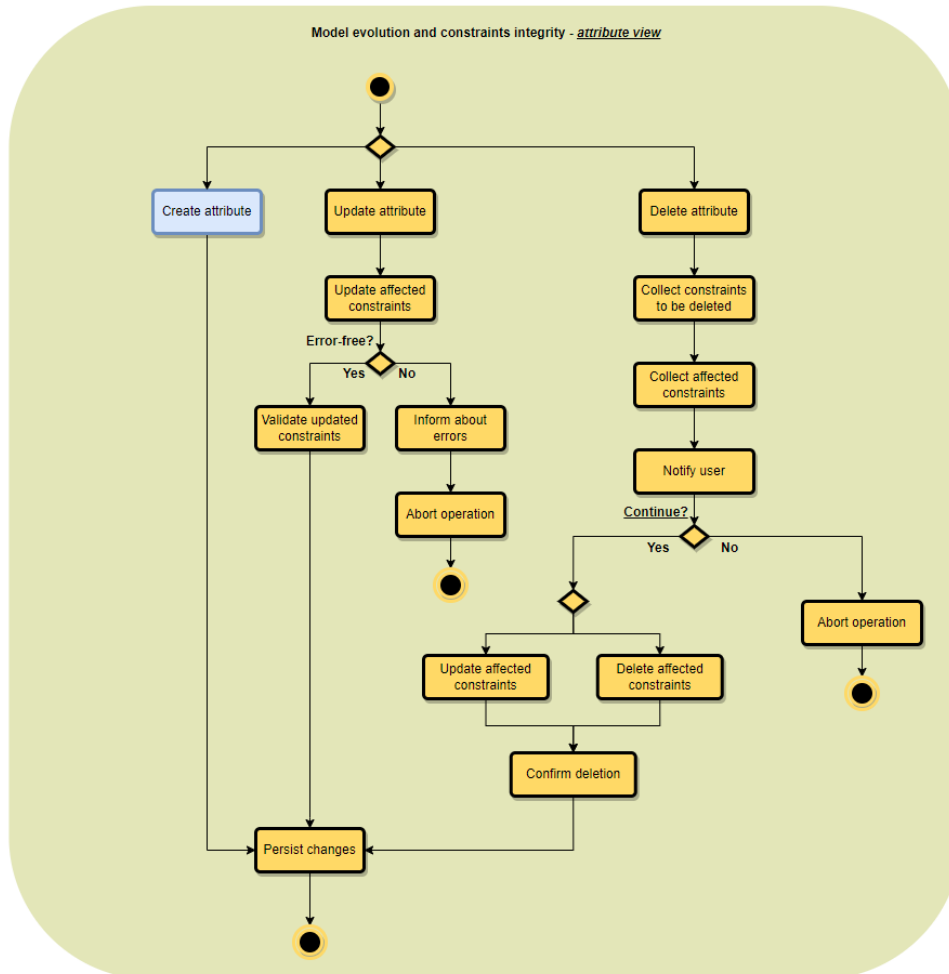 Model evolution and constraints integrity - attribute view
Create attribute
Update attribute
Delete attribute
Update affected
constraints
Collect constraints
to be deleted
Error-free?
Yes
No
Collect affected
constraints
Validate updated
constraints
Inform about
errors
Notify user
Abort operation
Continue?
Yes
No
Abort operation
Update affected
constraints
Delete affected
constraints
Confirm deletion
Persist changes